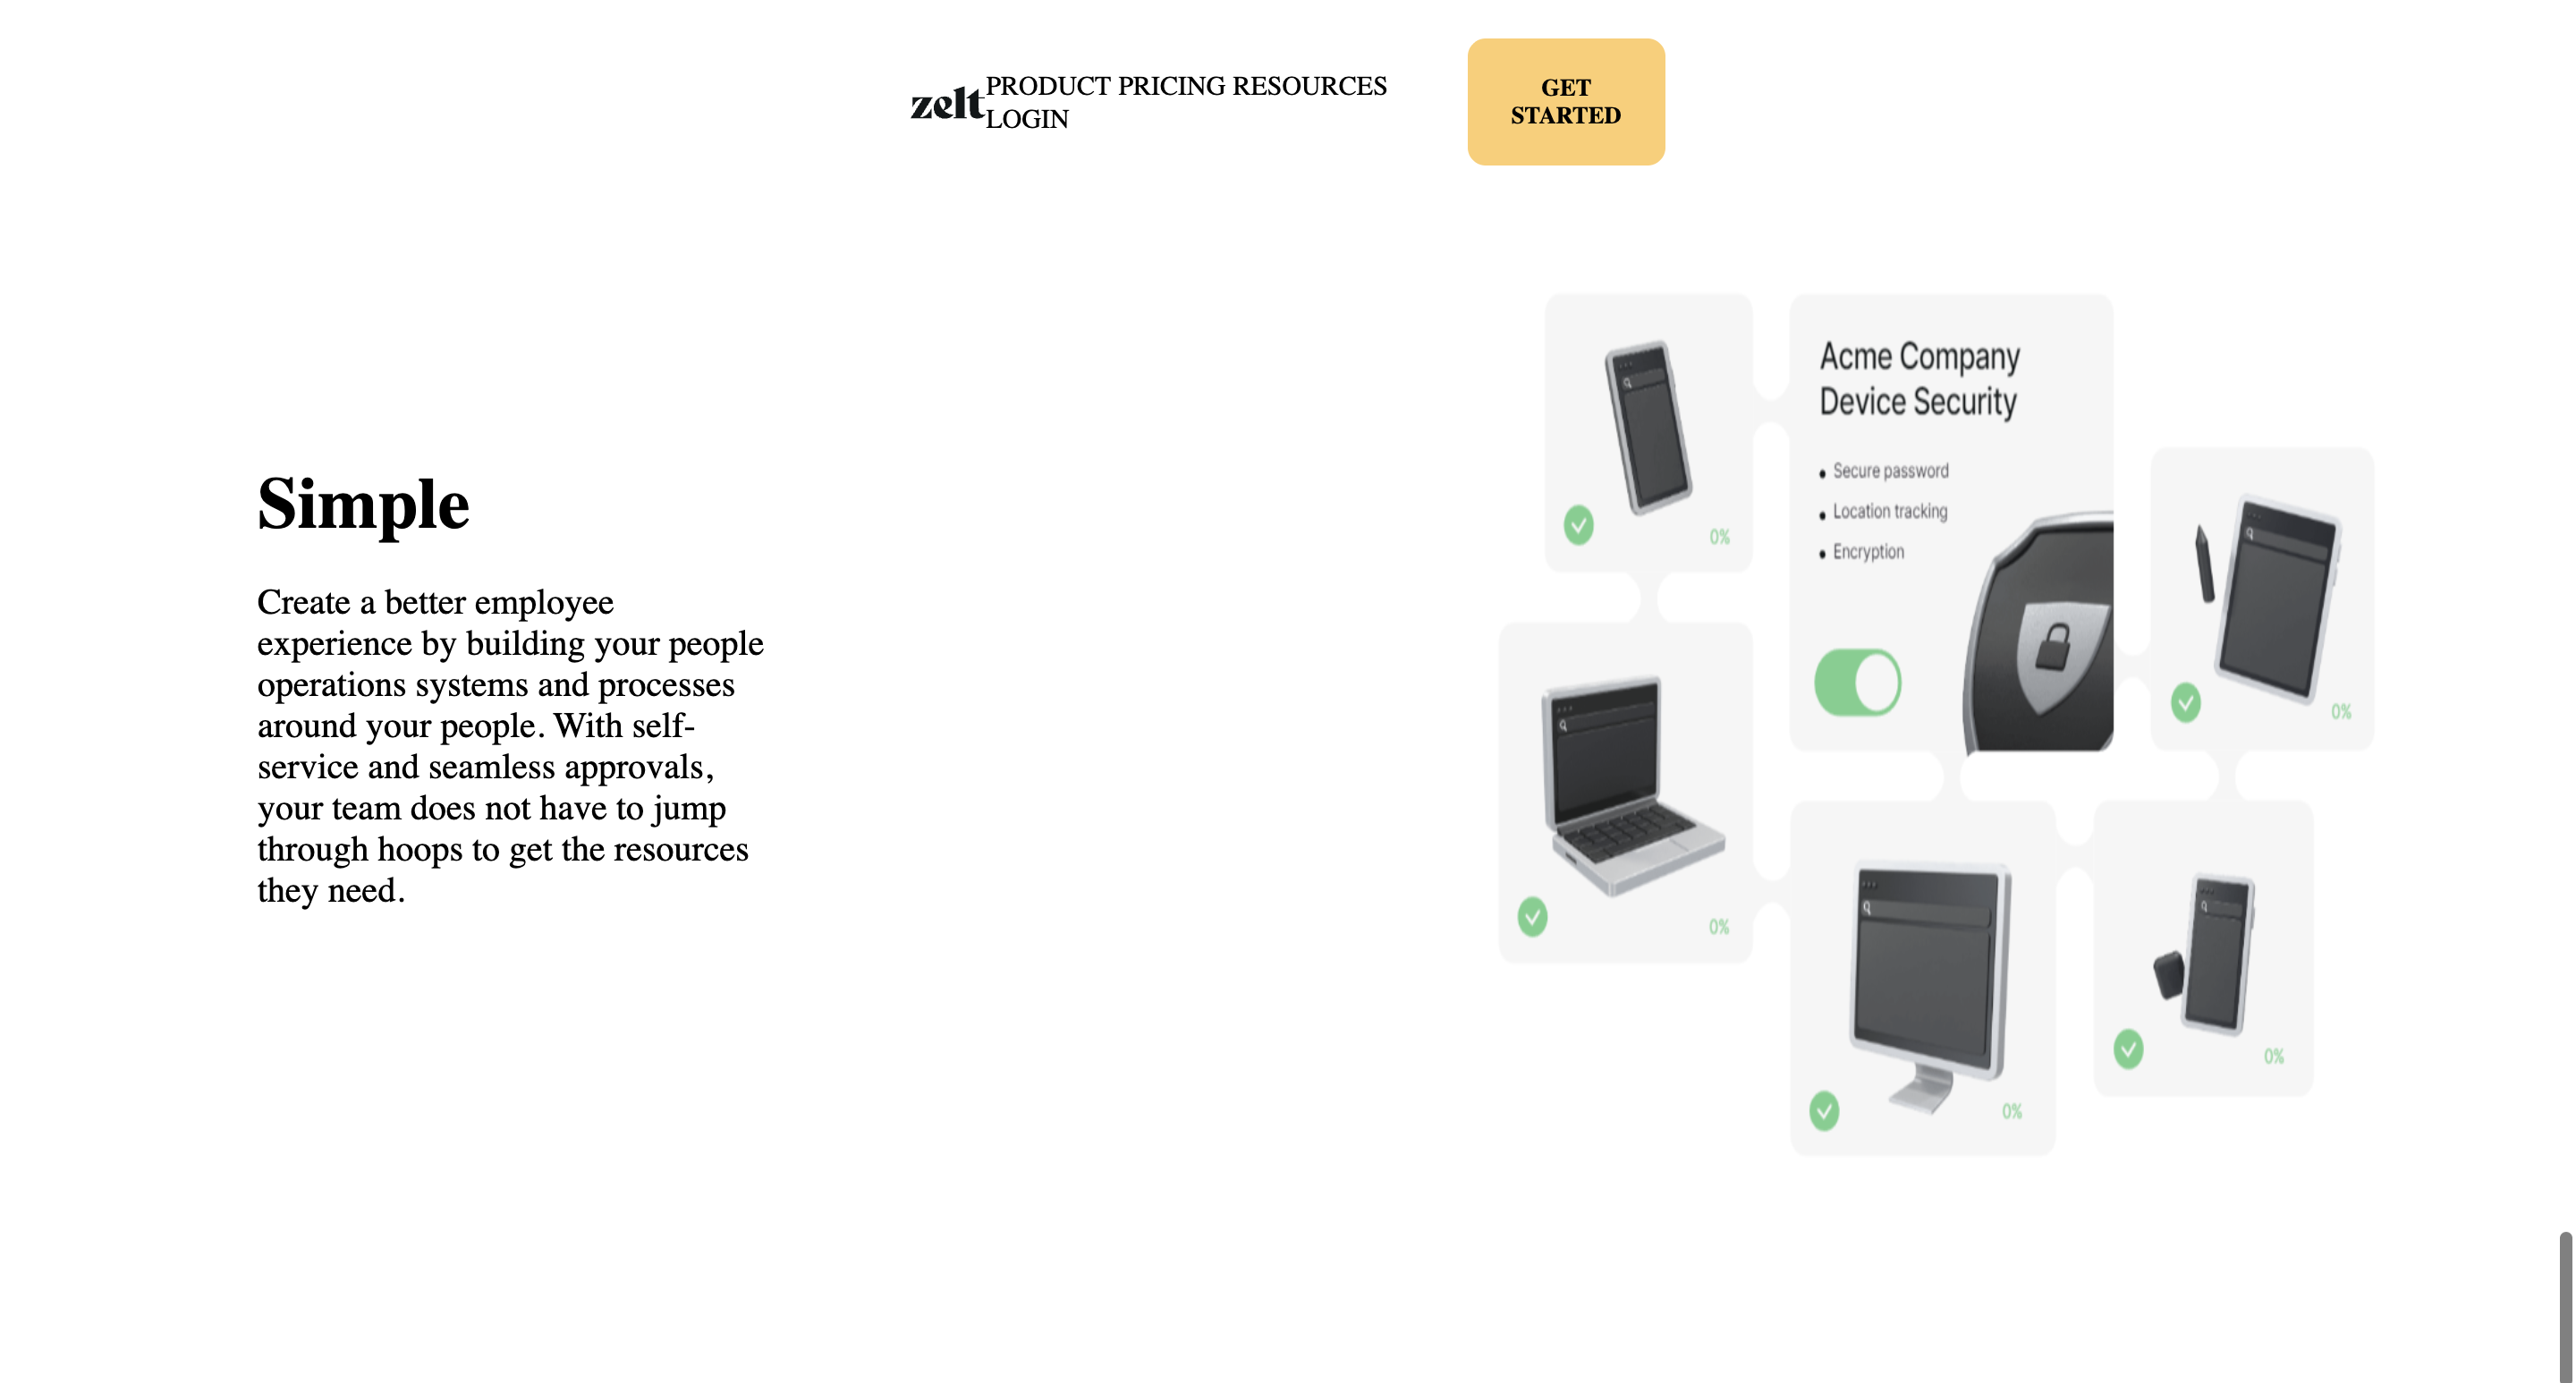 zelt
PRODUCT PRICING RESOURCES
LOGIN
GET
STARTED
Simple
Create a better employee
experience by building your people
operations systems and processes
around your people. With self-
service and seamless approvals,
your team does not have to jump
through hoops to get the resources
they need.
Acme Company
Device Security
• Secure password
• Location tracking
• Encryption
0%
0%
0%
0%
0%